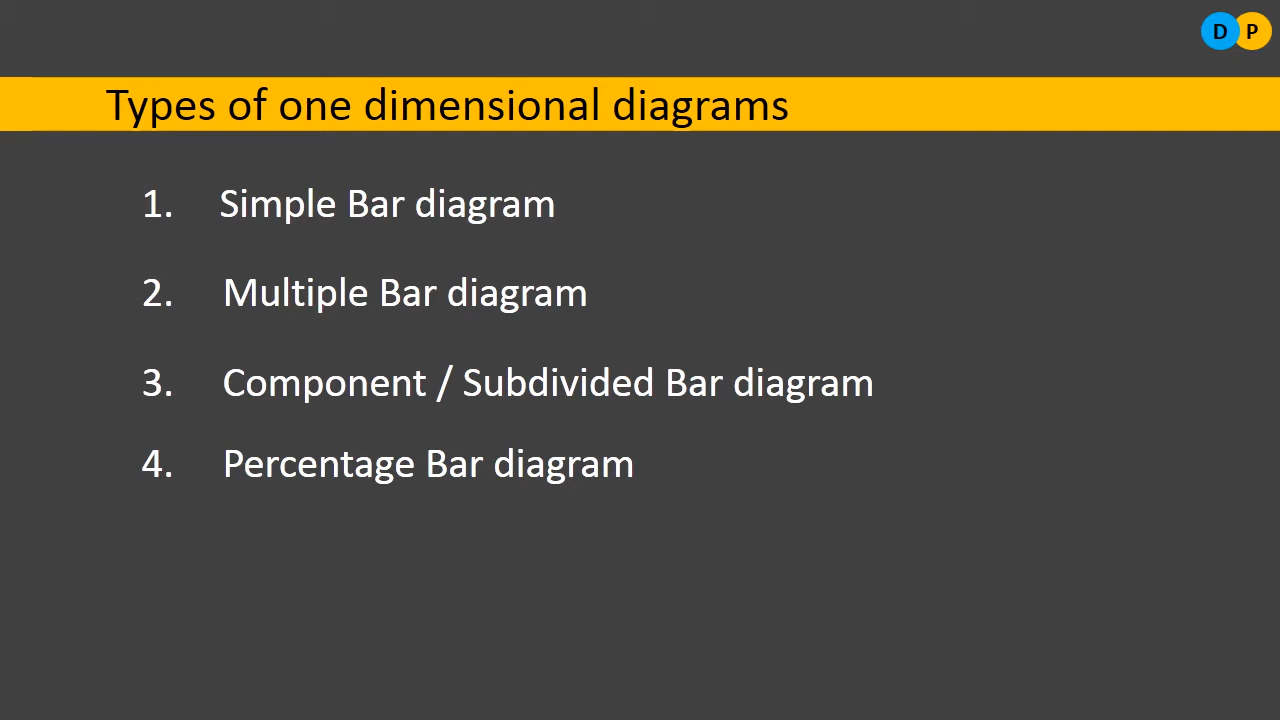 D P
Types of one dimensional diagrams
1. Simple Bar diagram
2. Multiple Bar diagram
3. Component / Subdivided Bar diagram
4. Percentage Bar diagram